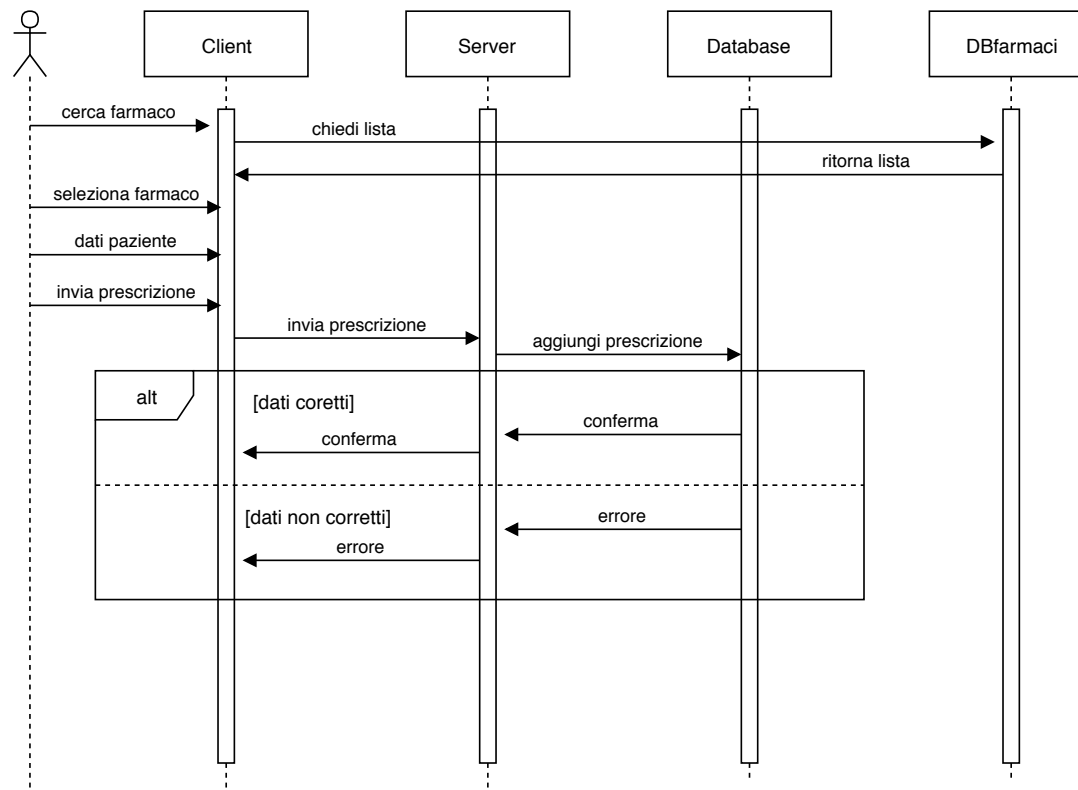 Client
Server
Database
DBfarmaci
cerca farmaco
chiedi lista
ritorna lista
seleziona farmaco
dati paziente
invia prescrizione
invia prescrizione
aggiungi prescrizione
alt
[dati coretti]
conferma
conferma
[dati non corretti]
errore
errore